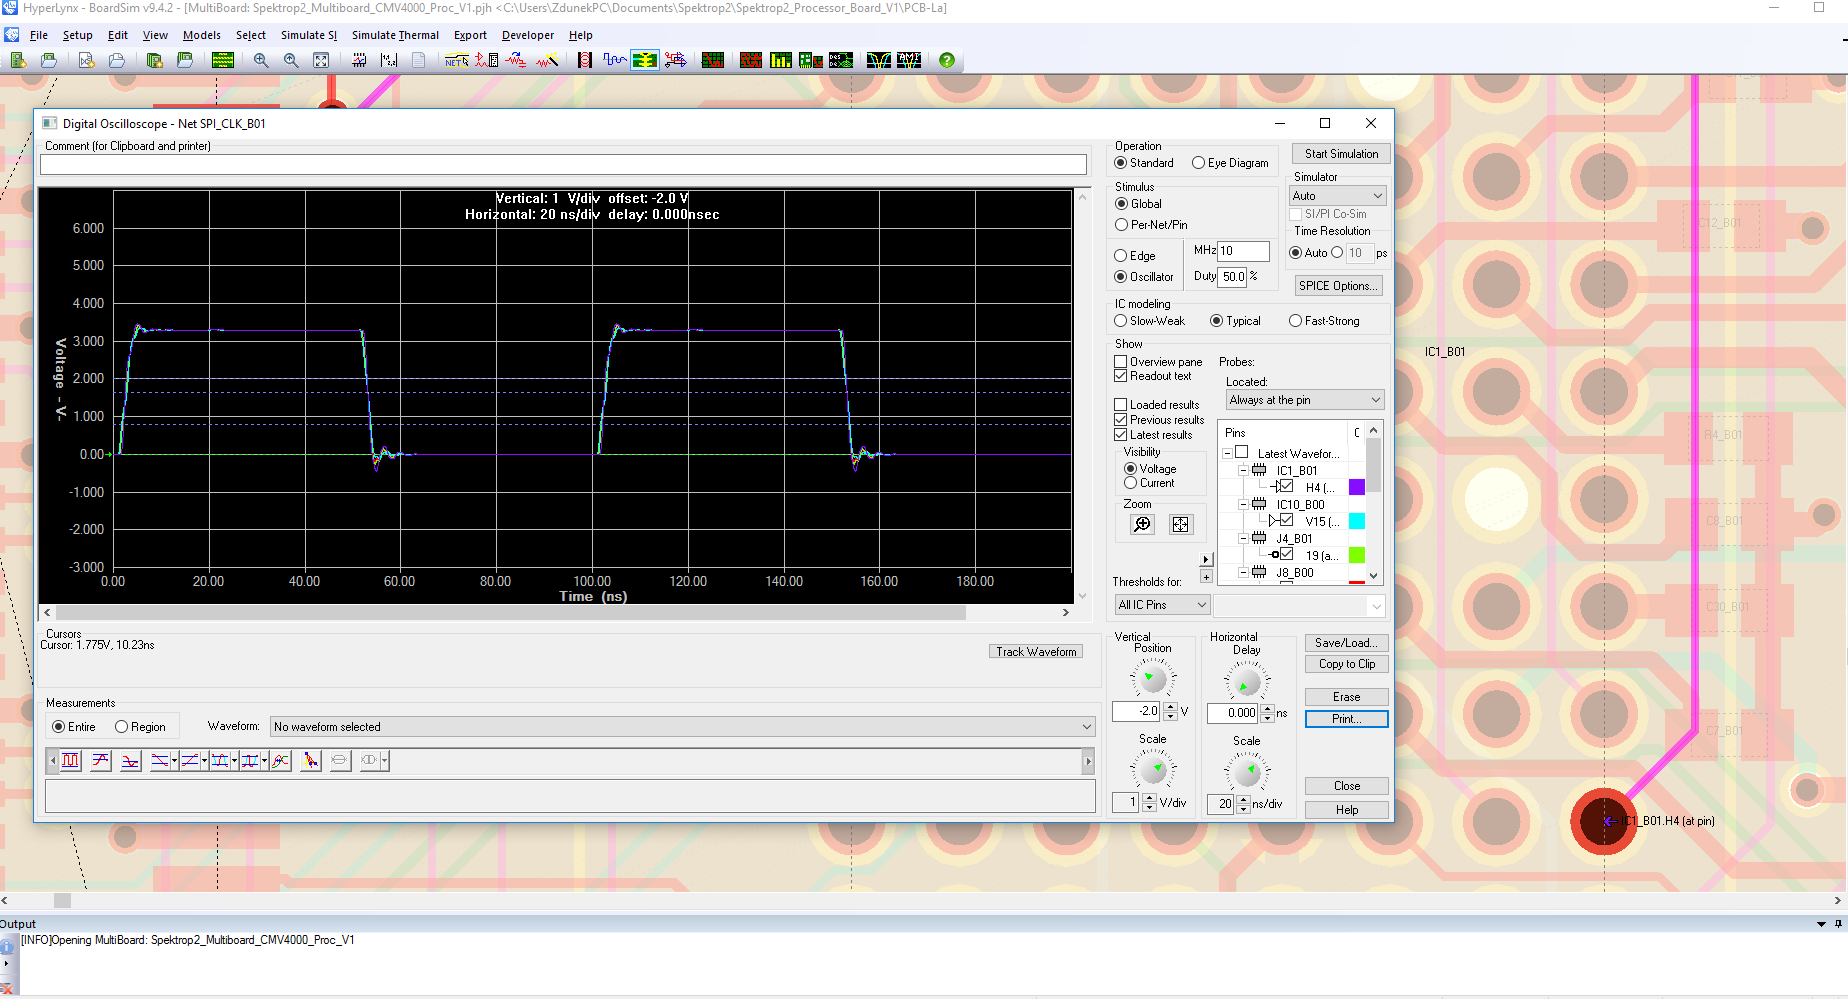 HyperLynx - BoardSim v9.4.2 - [MultiBoard: Spektrop2_Multiboard_CMV4000_Proc_V1.pjh <C:\Users\ZdunekPC\Documents\Spektrop2\Spektrop2_Processor_Board_V1\PCB-La]
File Setup Edit View Models Select Simulate SI Simulate Thermal Export Developer Help
Digital Oscilloscope - Net SPI_CLK_B01
Comment (for Clipboard and printer)
Vertical: 1 V/div offset: -2.0 V
Horizontal: 20 ns/div delay: 0.000nsec
6.000
5.000
4.000
3.000
2.000
1.000
0.00
-1.000
-2.000
-3.000
Voltage - V-
0.00 20.00 40.00 60.00 80.00 100.00 120.00 140.00 160.00 180.00
Time (ns)
Cursors
Cursor: 1.775V, 10.23ns
Track Waveform
Measurements
Entire Region Waveform: No waveform selected
Operation
Standard Eye Diagram
Start Simulation
Stimulus
Global
Per-Net/Pin
Simulator
Auto
SI/PI Co-Sim
Time Resolution
Auto 10 ps
Edge
Oscillator
MHz 10
Duty 50.0 %
SPICE Options...
IC modeling
Slow-Weak Typical Fast-Strong
Show
Overview pane
Readout text
Loaded results
Previous results
Latest results
Visibility
Voltage
Current
Zoom
Probes:
Located:
Always at the pin
Pins C
Latest Wavefor...
IC1_B01
H4 (...
IC10_B00
V15 (...
J4_B01
19 (a...
J8_B00
Thresholds for:
All IC Pins
Vertical
Position
-2.0 V
Scale
1 V/div
Horizontal
Delay
0.000 ns
Scale
20 ns/div
Save/Load...
Copy to Clip
Erase
Print...
Close
Help
C12_B01
IC1_B01
R4_B01
C8_B01
C30_B01
C7_B01
IC1_B01.H4 (at pin)
Output
[INFO]Opening MultiBoard: Spektrop2_Multiboard_CMV4000_Proc_V1